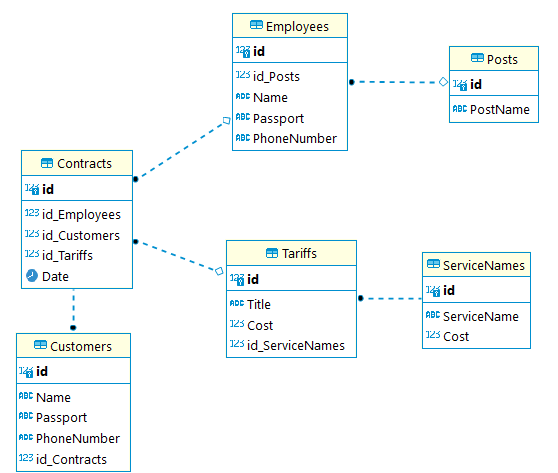 Employees
id
id_Posts
Name
Passport
PhoneNumber
Posts
id
PostName
Contracts
id
id_Employees
id_Customers
id_Tariffs
Date
Tariffs
id
Title
Cost
id_ServiceNames
ServiceNames
id
ServiceName
Cost
Customers
id
Name
Passport
PhoneNumber
id_Contracts